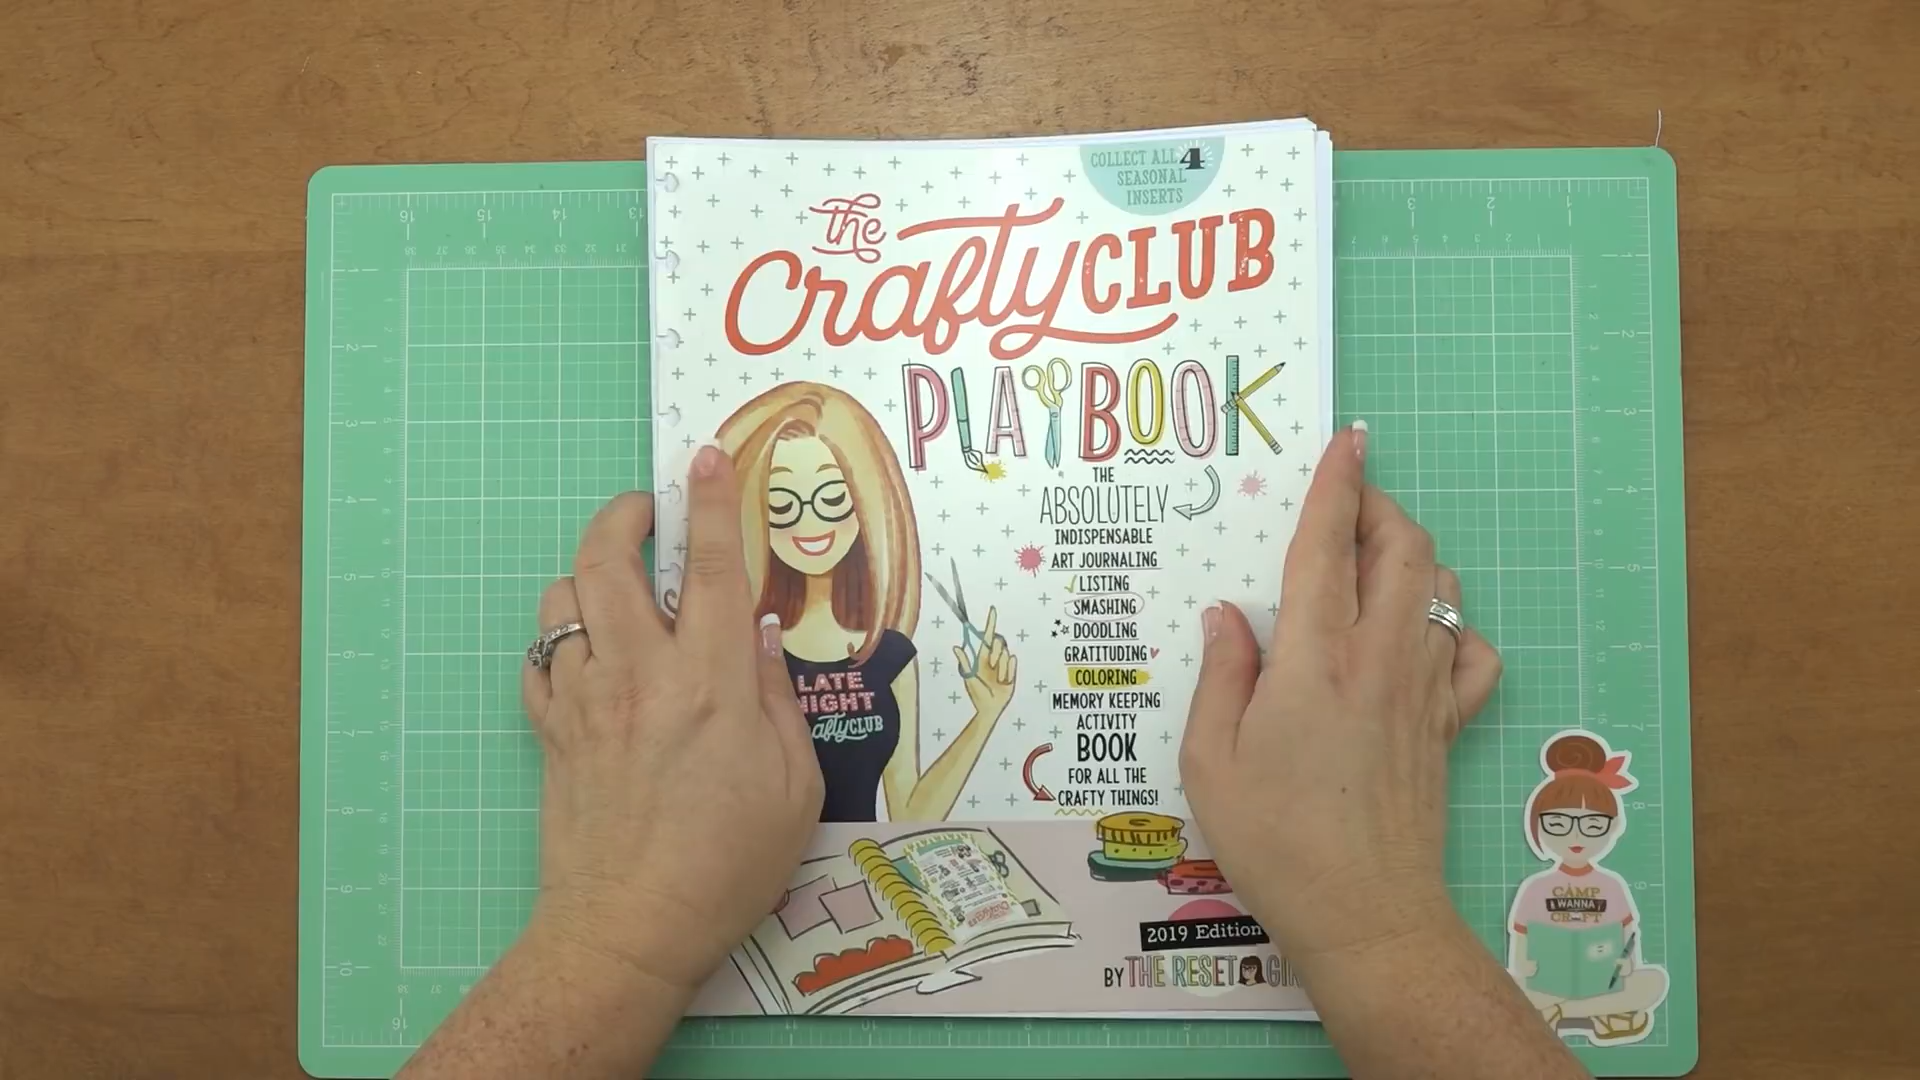 COLLECT ALL 4
SEASONAL
INSERTS
the
Crafty CLUB
PLAYBOOK
THE
ABSOLUTELY
INDISPENSABLE
ART JOURNALING
LISTING
SMASHING
DOODLING
GRATITUDING
COLORING
MEMORY KEEPING
ACTIVITY
BOOK
FOR ALL THE
CRAFTY THINGS!
LATE
NIGHT
CLUB
2019 Edition
BY THE RESET
CAMP
WANNA
CRAFT